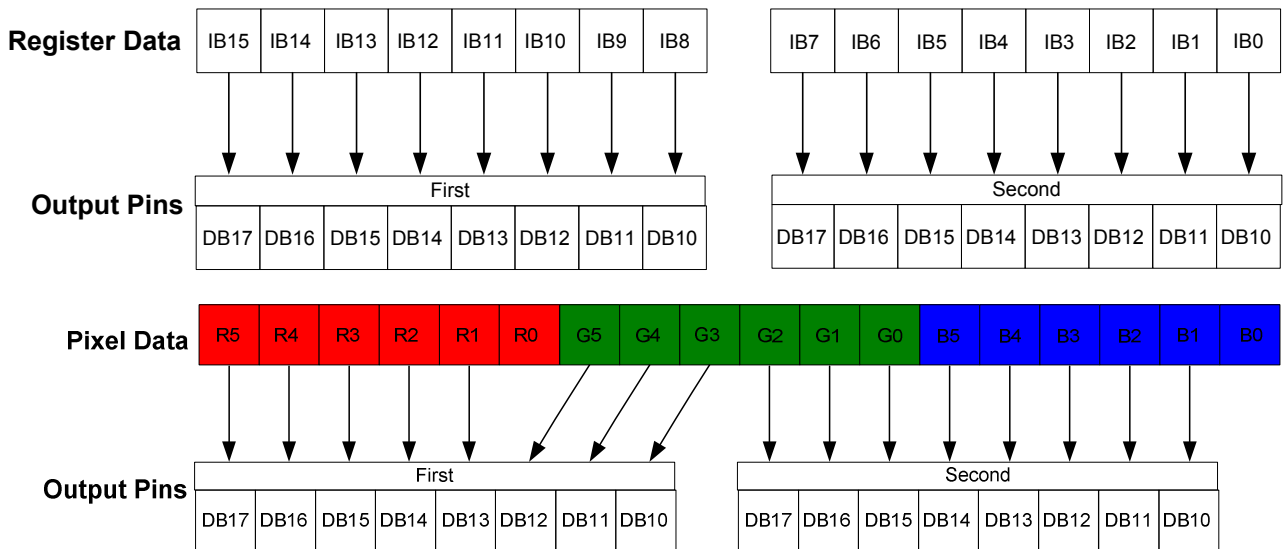 Register Data IB15 IB14 IB13 IB12 IB11 IB10 IB9 IB8 IB7 IB6 IB5 IB4 IB3 IB2 IB1 IB0
First Second
Output Pins
DB17 DB16 DB15 DB14 DB13 DB12 DB11 DB10 DB17 DB16 DB15 DB14 DB13 DB12 DB11 DB10
Pixel Data R5 R4 R3 R2 R1 R0 G5 G4 G3 G2 G1 G0 B5 B4 B3 B2 B1 B0
First Second
Output Pins
DB17 DB16 DB15 DB14 DB13 DB12 DB11 DB10 DB17 DB16 DB15 DB14 DB13 DB12 DB11 DB10